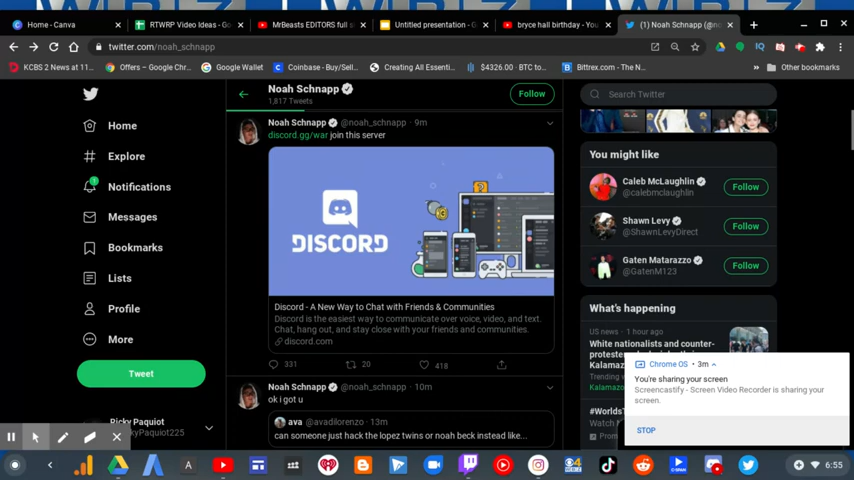 Home - Canva
RTWRP Video Ideas - Go
MrBeasts EDITORS full s
Untitled presentation - G
bryce hall birthday - You
(1) Noah Schnapp (@no
twitter.com/noah_schnapp
KCBS 2 News at 11:...
Offers – Google Chr...
Google Wallet
Coinbase - Buy/Sell...
Creating All Essenti...
$4326.00 - BTC to...
Bittrex.com - The N...
»
Other bookmarks
Noah Schnapp
1,817 Tweets
Follow
Search Twitter
Home
Explore
1
Notifications
Messages
Bookmarks
Lists
Profile
More
Tweet
Ricky Paquiot
RickyPaquiot225
Noah Schnapp @noah_schnapp · 9m
discord.gg/war join this server
DISCORD
Discord - A New Way to Chat with Friends & Communities
Discord is the easiest way to communicate over voice, video, and text.
Chat, hang out, and stay close with your friends and communities.
discord.com
331
20
418
Noah Schnapp @noah_schnapp · 10m
ok i got u
ava @avadilorenzo · 13m
can someone just hack the lopez twins or noah beck instead like...
You might like
Caleb McLaughlin
@calebmclaughlin
Follow
Shawn Levy
@ShawnLevyDirect
Follow
Gaten Matarazzo
@GatenM123
Follow
What's happening
US news · 1 hour ago
White nationalists and counter-
Kalamaz
Trending
Kalamazo
#WorldsT
Promo
Chrome OS · 3m
You're sharing your screen
Screencastify - Screen Video Recorder is sharing your
screen.
STOP
6:55